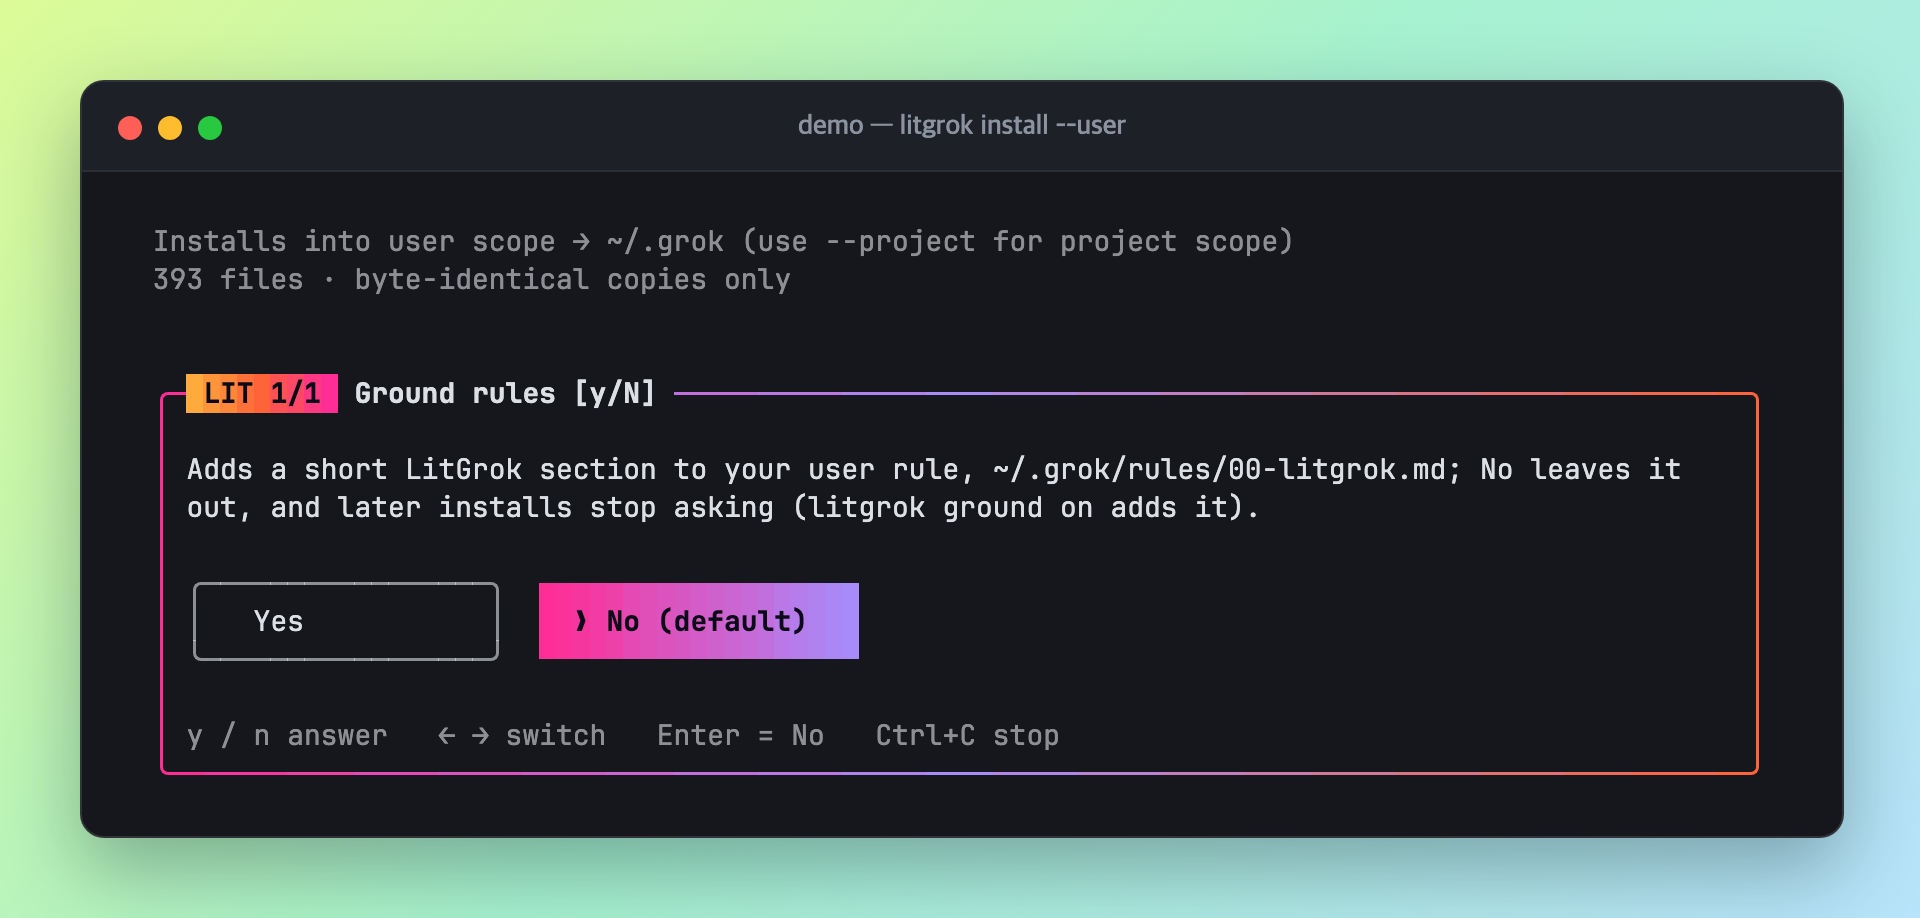 demo — litgrok install --user
Installs into user scope → ~/.grok (use --project for project scope)
393 files · byte-identical copies only
LIT 1/1 Ground rules [y/N]
Adds a short LitGrok section to your user rule, ~/.grok/rules/00-litgrok.md; No leaves it
out, and later installs stop asking (litgrok ground on adds it).
Yes ❯ No (default)
y / n answer ← → switch Enter = No Ctrl+C stop